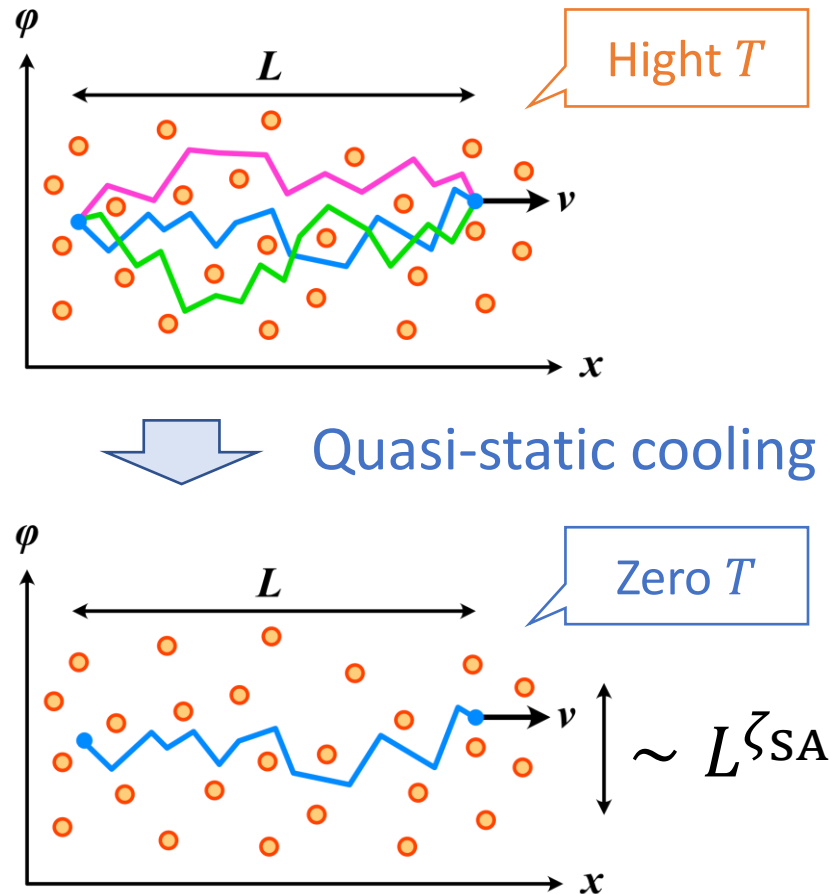 φ
L
Hight T
v
x
Quasi-static cooling
φ
L
Zero T
v
~ L^ζSA
x